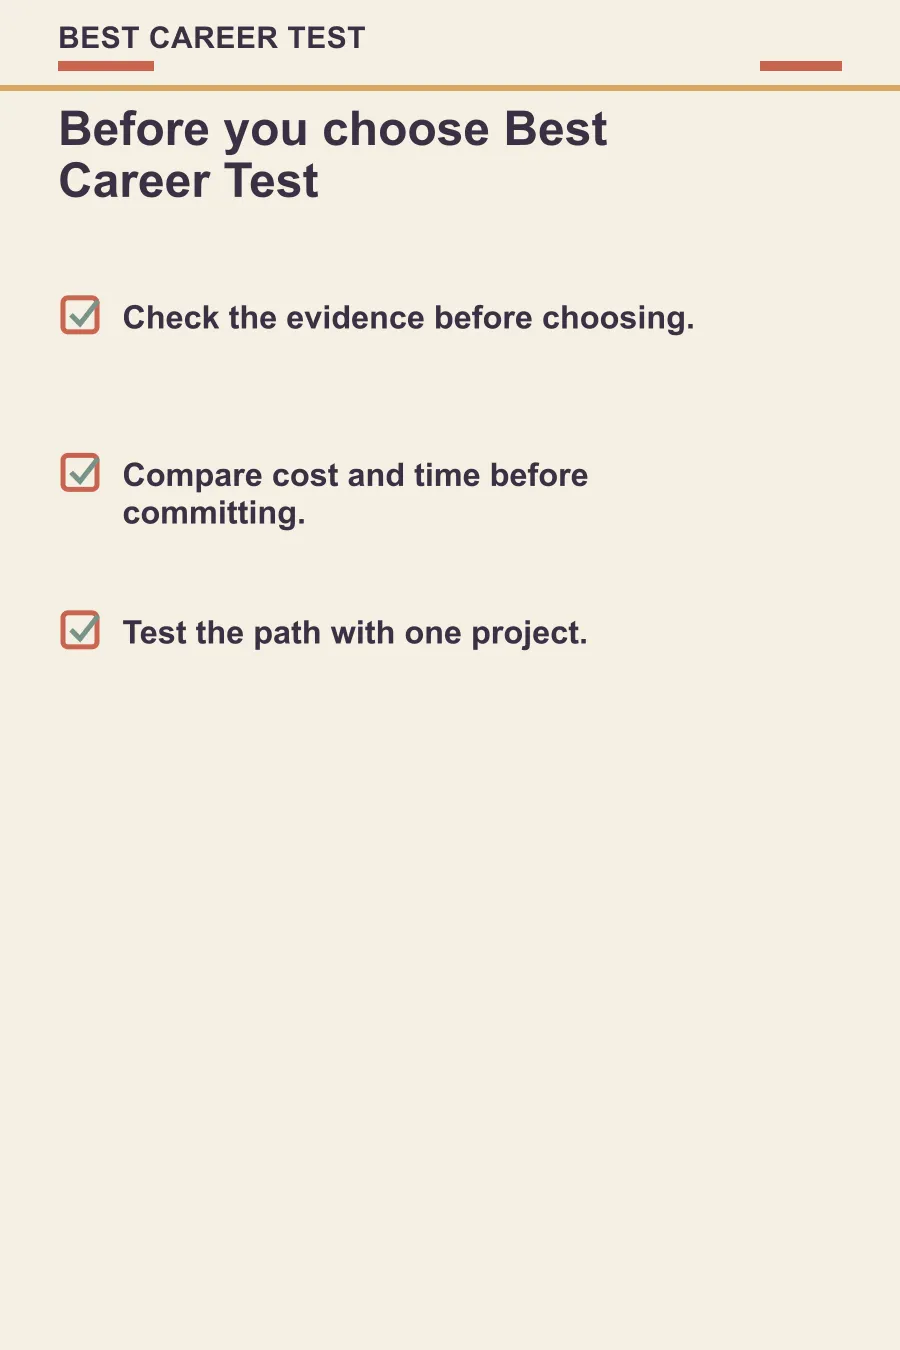 BEST CAREER TEST
Before you choose Best
Career Test
Check the evidence before choosing.
Compare cost and time before
committing.
Test the path with one project.